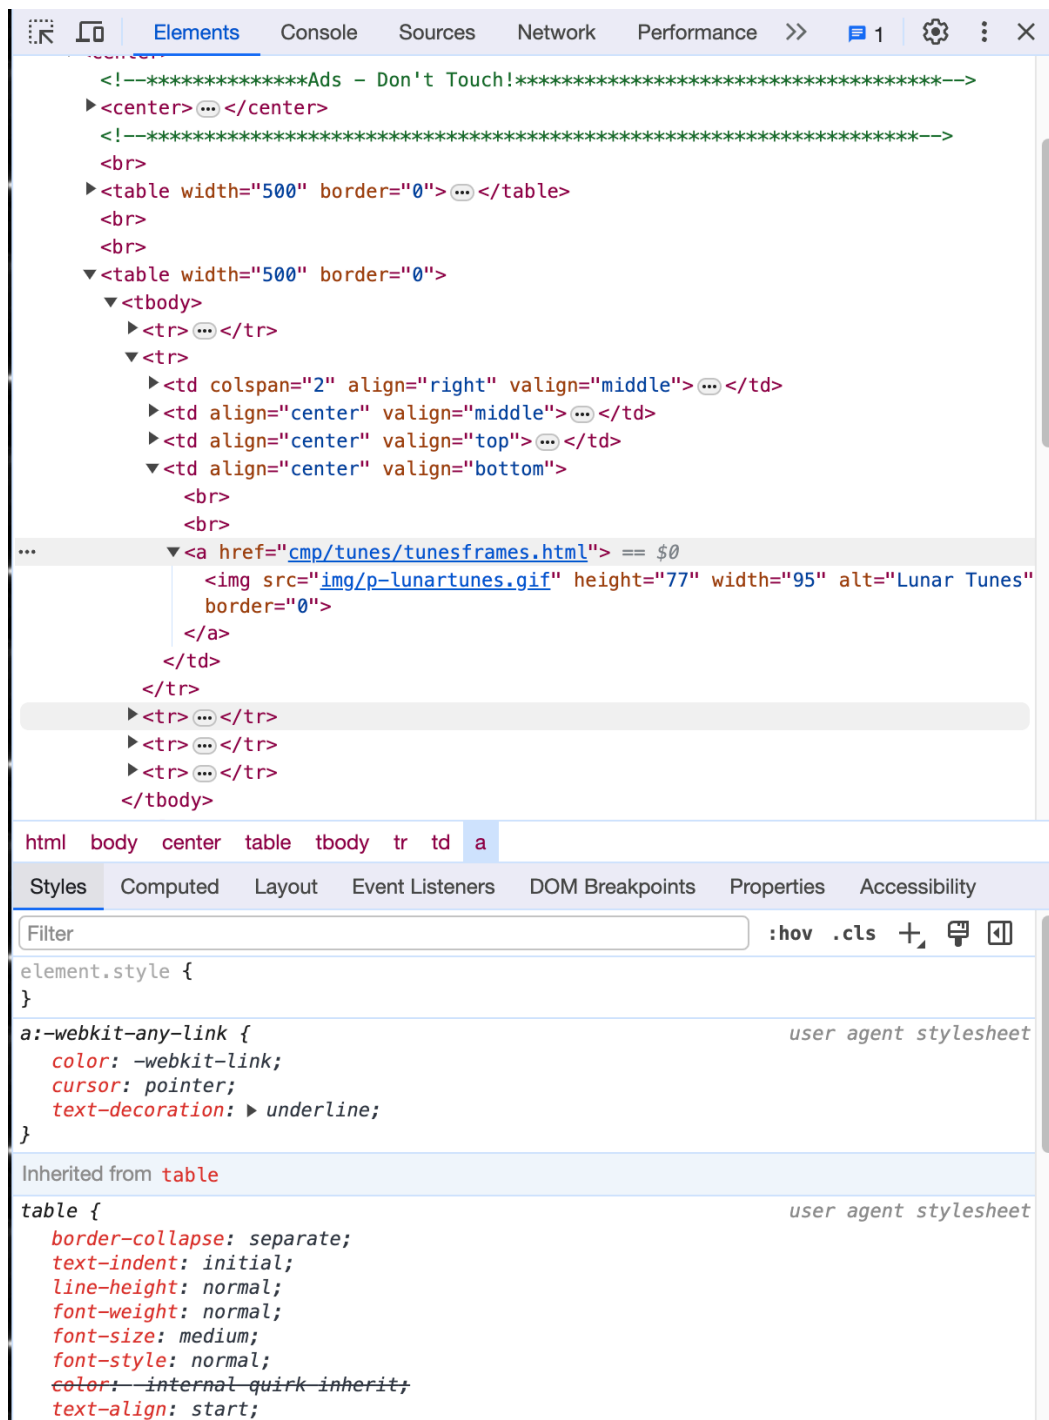 Elements Console Sources Network Performance 1
<center>
<!--**************Ads - Don't Touch!*************************************-->
<center> ··· </center>
<!--*******************************************************************-->
<br>
<table width="500" border="0"> ··· </table>
<br>
<br>
<table width="500" border="0">
<tbody>
<tr> ··· </tr>
<tr>
<td colspan="2" align="right" valign="middle"> ··· </td>
<td align="center" valign="middle"> ··· </td>
<td align="center" valign="top"> ··· </td>
<td align="center" valign="bottom">
<br>
<br>
··· <a href="cmp/tunes/tunesframes.html"> == $0
<img src="img/p-lunartunes.gif" height="77" width="95" alt="Lunar Tunes"
border="0">
</a>
</td>
</tr>
<tr> ··· </tr>
<tr> ··· </tr>
<tr> ··· </tr>
</tbody>
html body center table tbody tr td a
Styles Computed Layout Event Listeners DOM Breakpoints Properties Accessibility
Filter :hov .cls
element.style {
}
a:-webkit-any-link { user agent stylesheet
color: -webkit-link;
cursor: pointer;
text-decoration: underline;
}
Inherited from table
table { user agent stylesheet
border-collapse: separate;
text-indent: initial;
line-height: normal;
font-weight: normal;
font-size: medium;
font-style: normal;
color: -internal-quirk-inherit;
text-align: start;